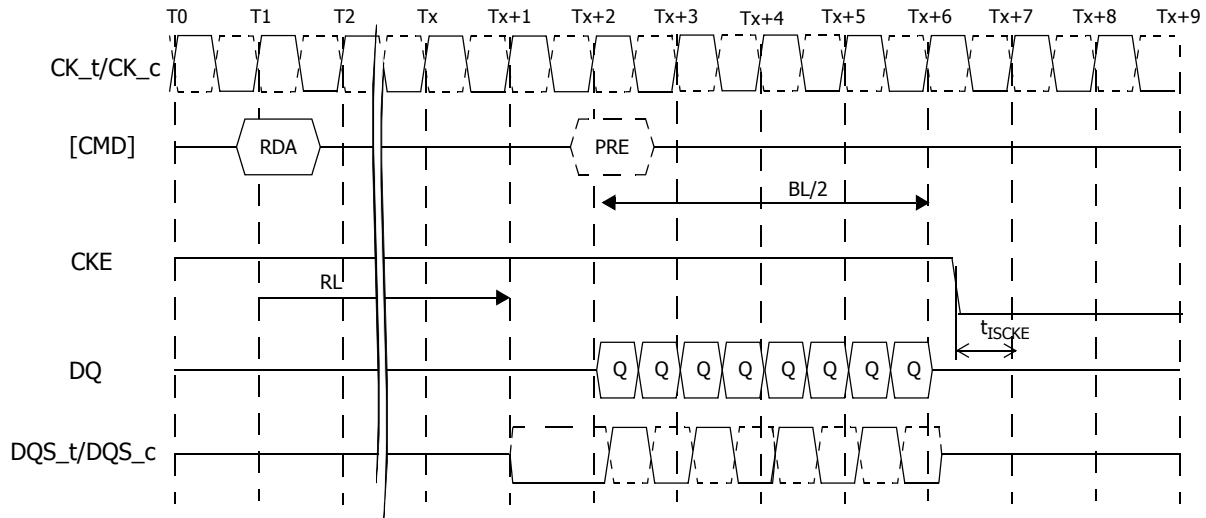 T0 T1 T2 Tx Tx+1 Tx+2 Tx+3 Tx+4 Tx+5 Tx+6 Tx+7 Tx+8 Tx+9
CK_t/CK_c
[CMD] RDA PRE
BL/2
CKE
RL
tISCKE
DQ Q Q Q Q Q Q Q Q
DQS_t/DQS_c